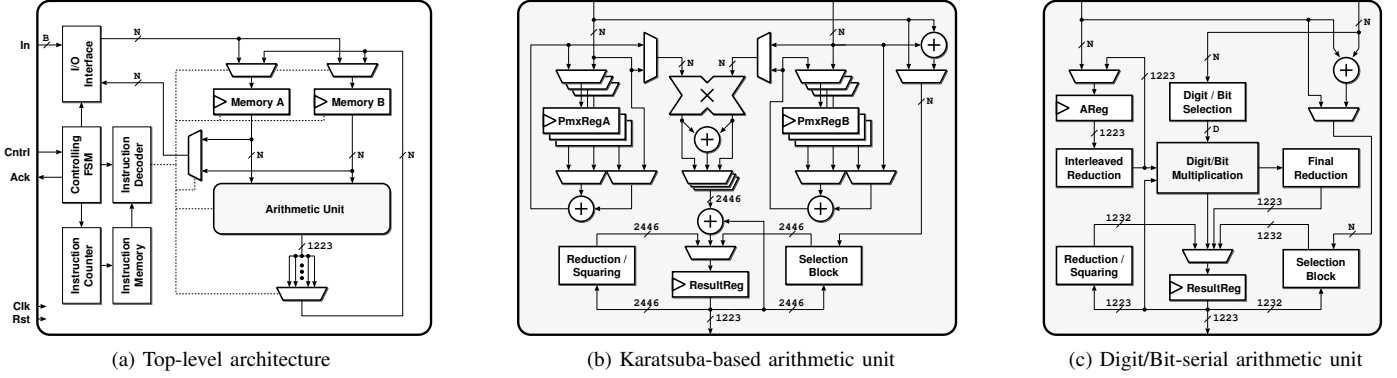 In
B
I/O
Interface
N
N
Memory A
Memory B
Cntrl
Ack
Controlling
FSM
Instruction
Decoder
N
N
N
Arithmetic Unit
1223
Instruction
Counter
Instruction
Memory
Clk
Rst
(a) Top-level architecture
N
N
N
N
×
PmxRegA
PmxRegB
N
2446
2446
2446
Reduction /
Squaring
ResultReg
Selection
Block
2446
2446
1223
(b) Karatsuba-based arithmetic unit
N
N
N
1223
AReg
Digit / Bit
Selection
1223
D
Interleaved
Reduction
Digit/Bit
Multiplication
Final
Reduction
1223
1232
1232
N
Reduction /
Squaring
ResultReg
Selection
Block
1223
1232
1223
(c) Digit/Bit-serial arithmetic unit